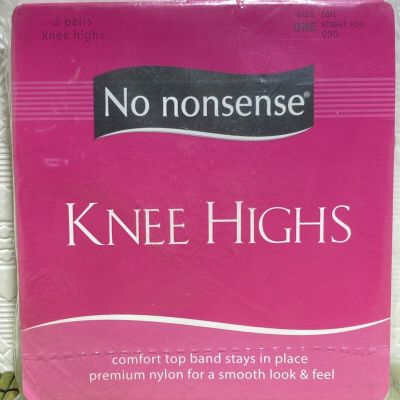 2 pairs
knee highs
size tan
ONE sheer toe
030
No nonsense®
KNEE HIGHS
comfort top band stays in place
premium nylon for a smooth look & feel